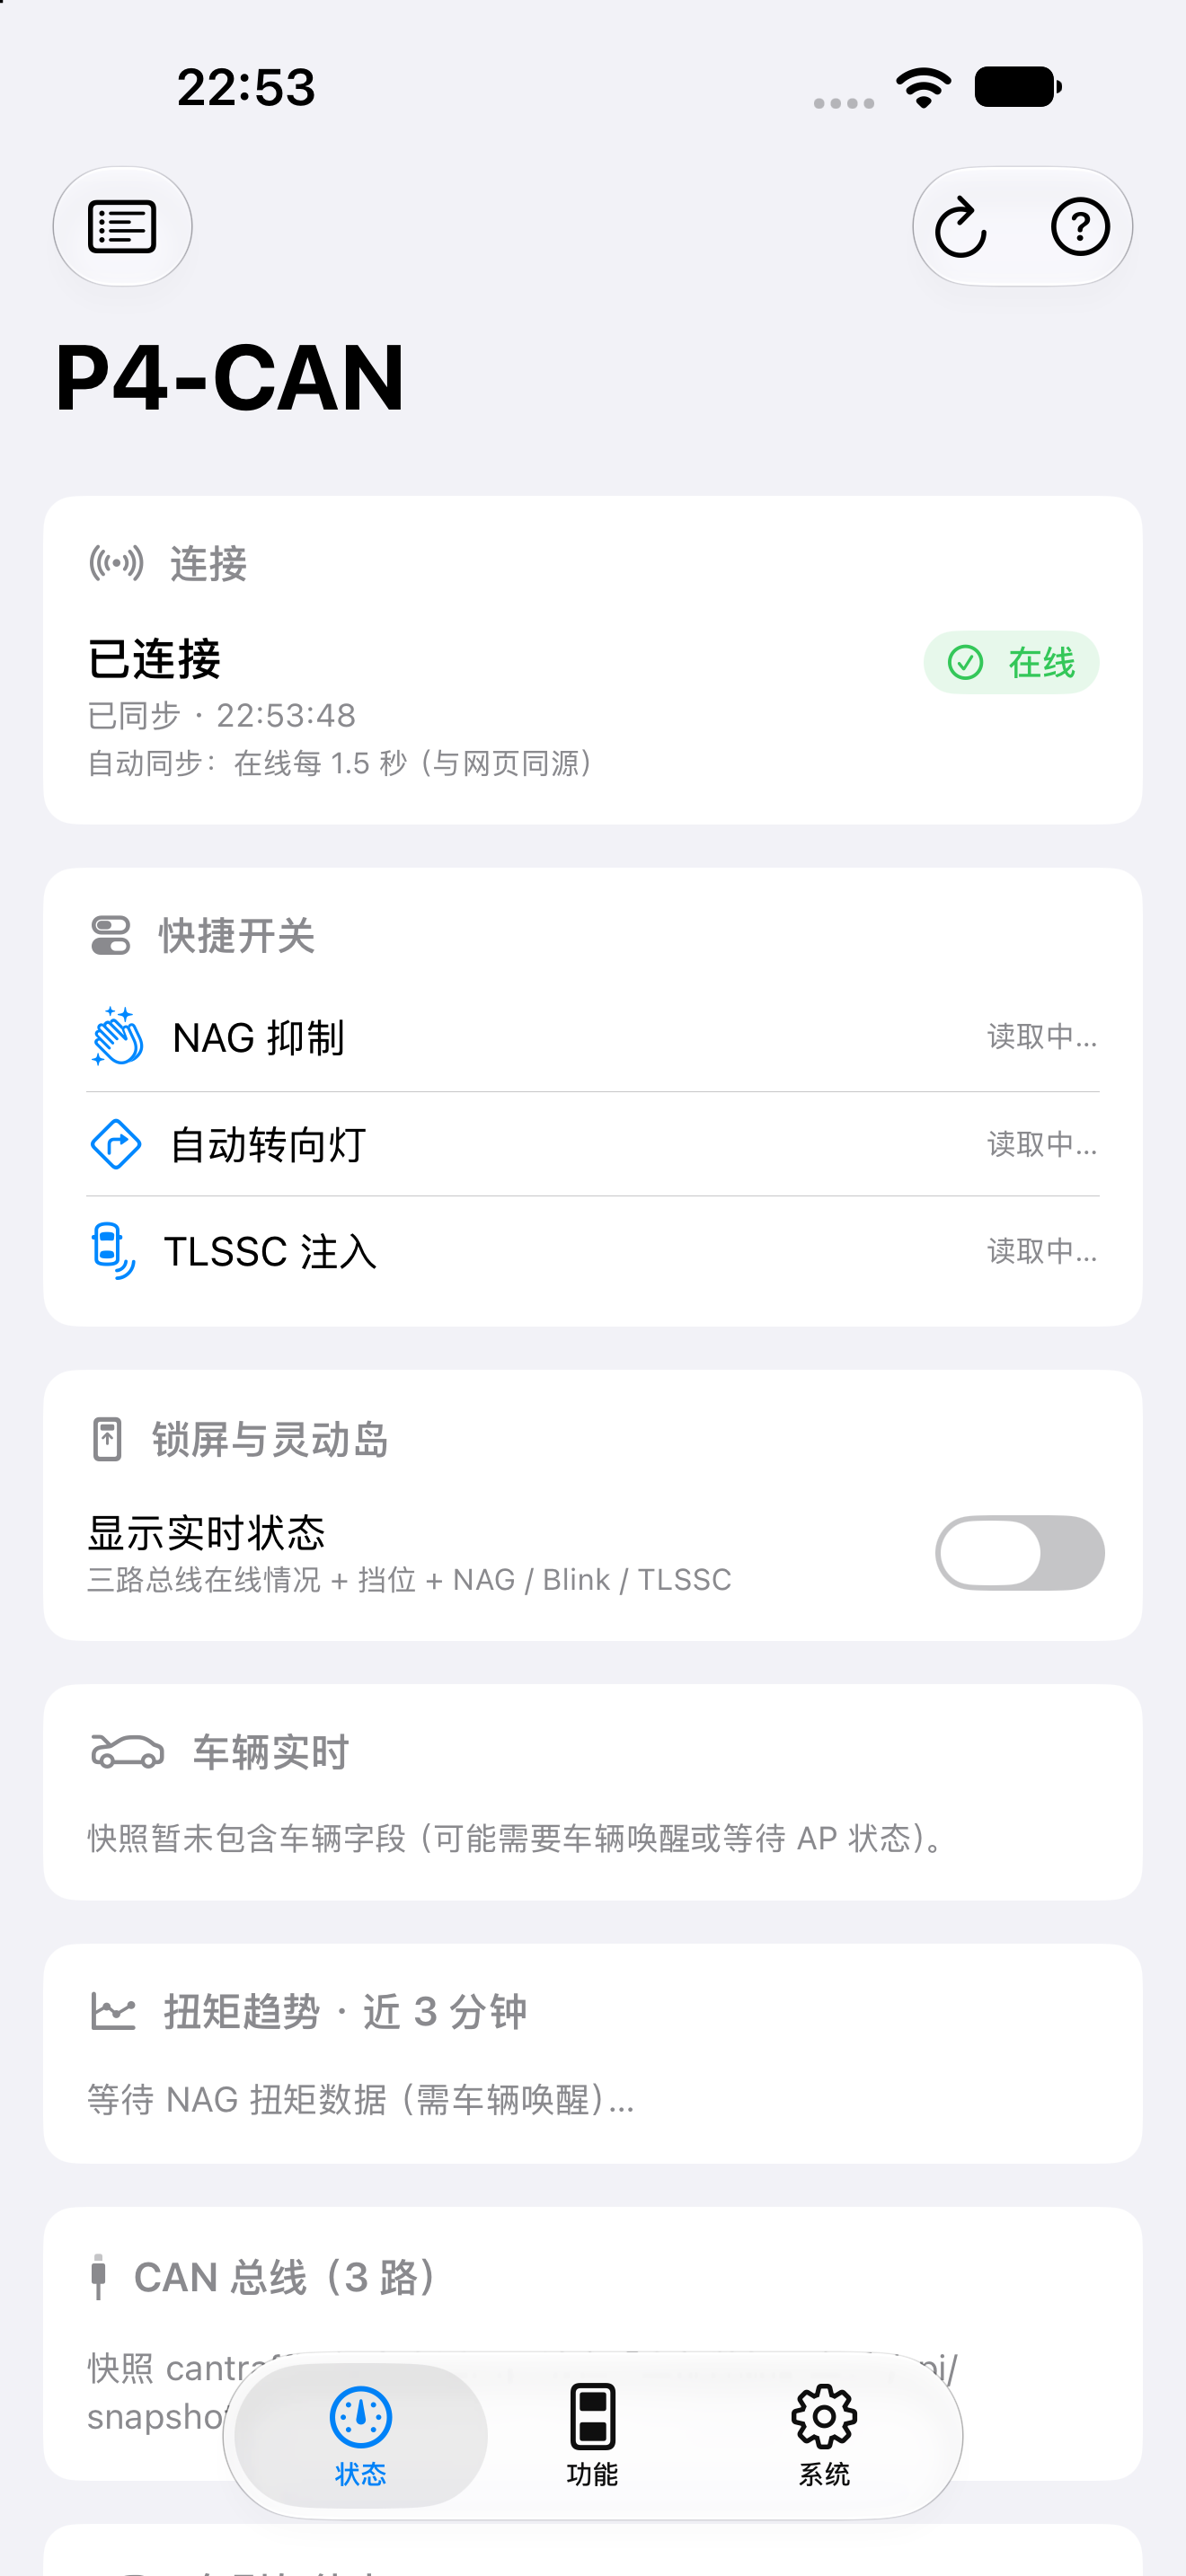 22:53
P4-CAN
连接
已连接
在线
已同步 · 22:53:48
自动同步：在线每 1.5 秒（与网页同源）
快捷开关
NAG 抑制
读取中...
自动转向灯
读取中...
TLSSC 注入
读取中...
锁屏与灵动岛
显示实时状态
三路总线在线情况 + 挡位 + NAG / Blink / TLSSC
车辆实时
快照暂未包含车辆字段（可能需要车辆唤醒或等待 AP 状态）。
扭矩趋势 · 近 3 分钟
等待 NAG 扭矩数据（需车辆唤醒）...
CAN 总线（3 路）
快照
状态
功能
系统